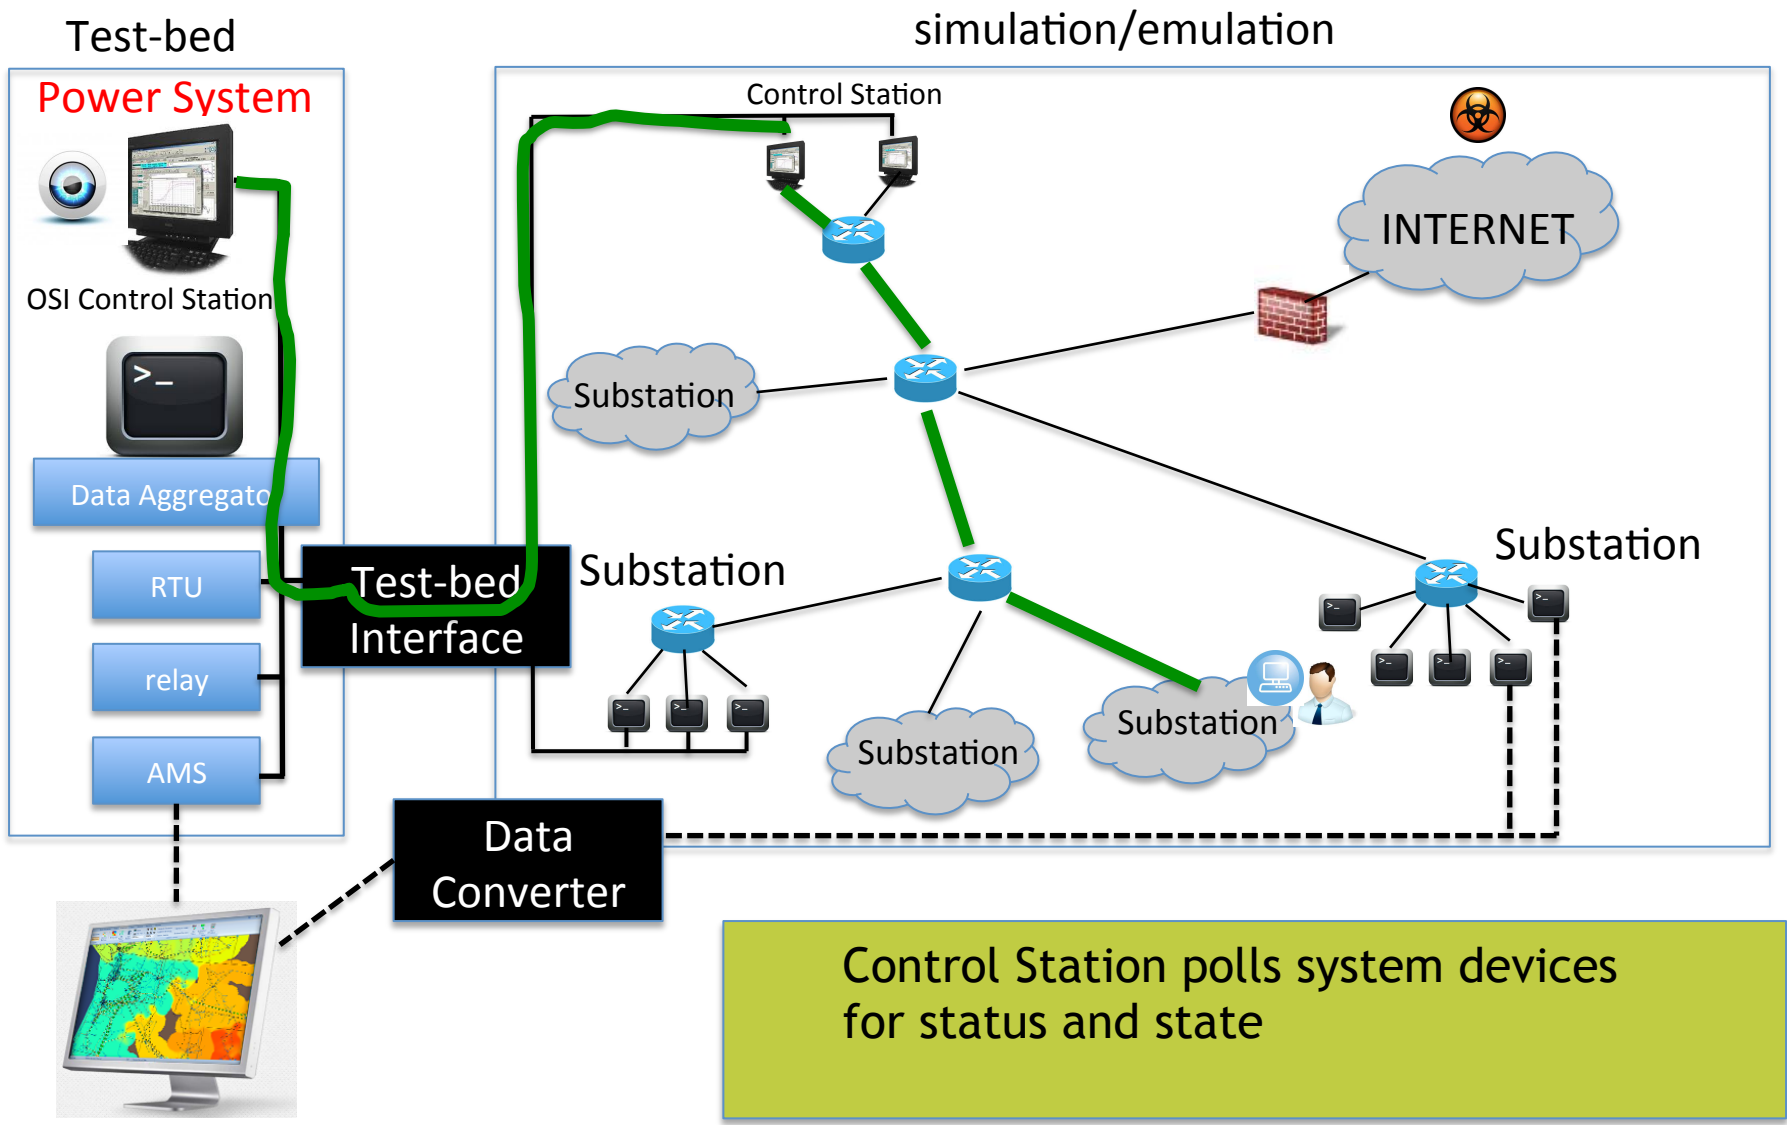 Test-bed
simulation/emulation
Power System
Control Station
INTERNET
OSI Control Station
>_
Substation
Data Aggregato
RTU
Test-bed
Interface
Substation
Substation
relay
>_
>_
>_
>_
>_
>_
>_
>_
Substation
Substation
AMS
Data
Converter
Control Station polls system devices
for status and state